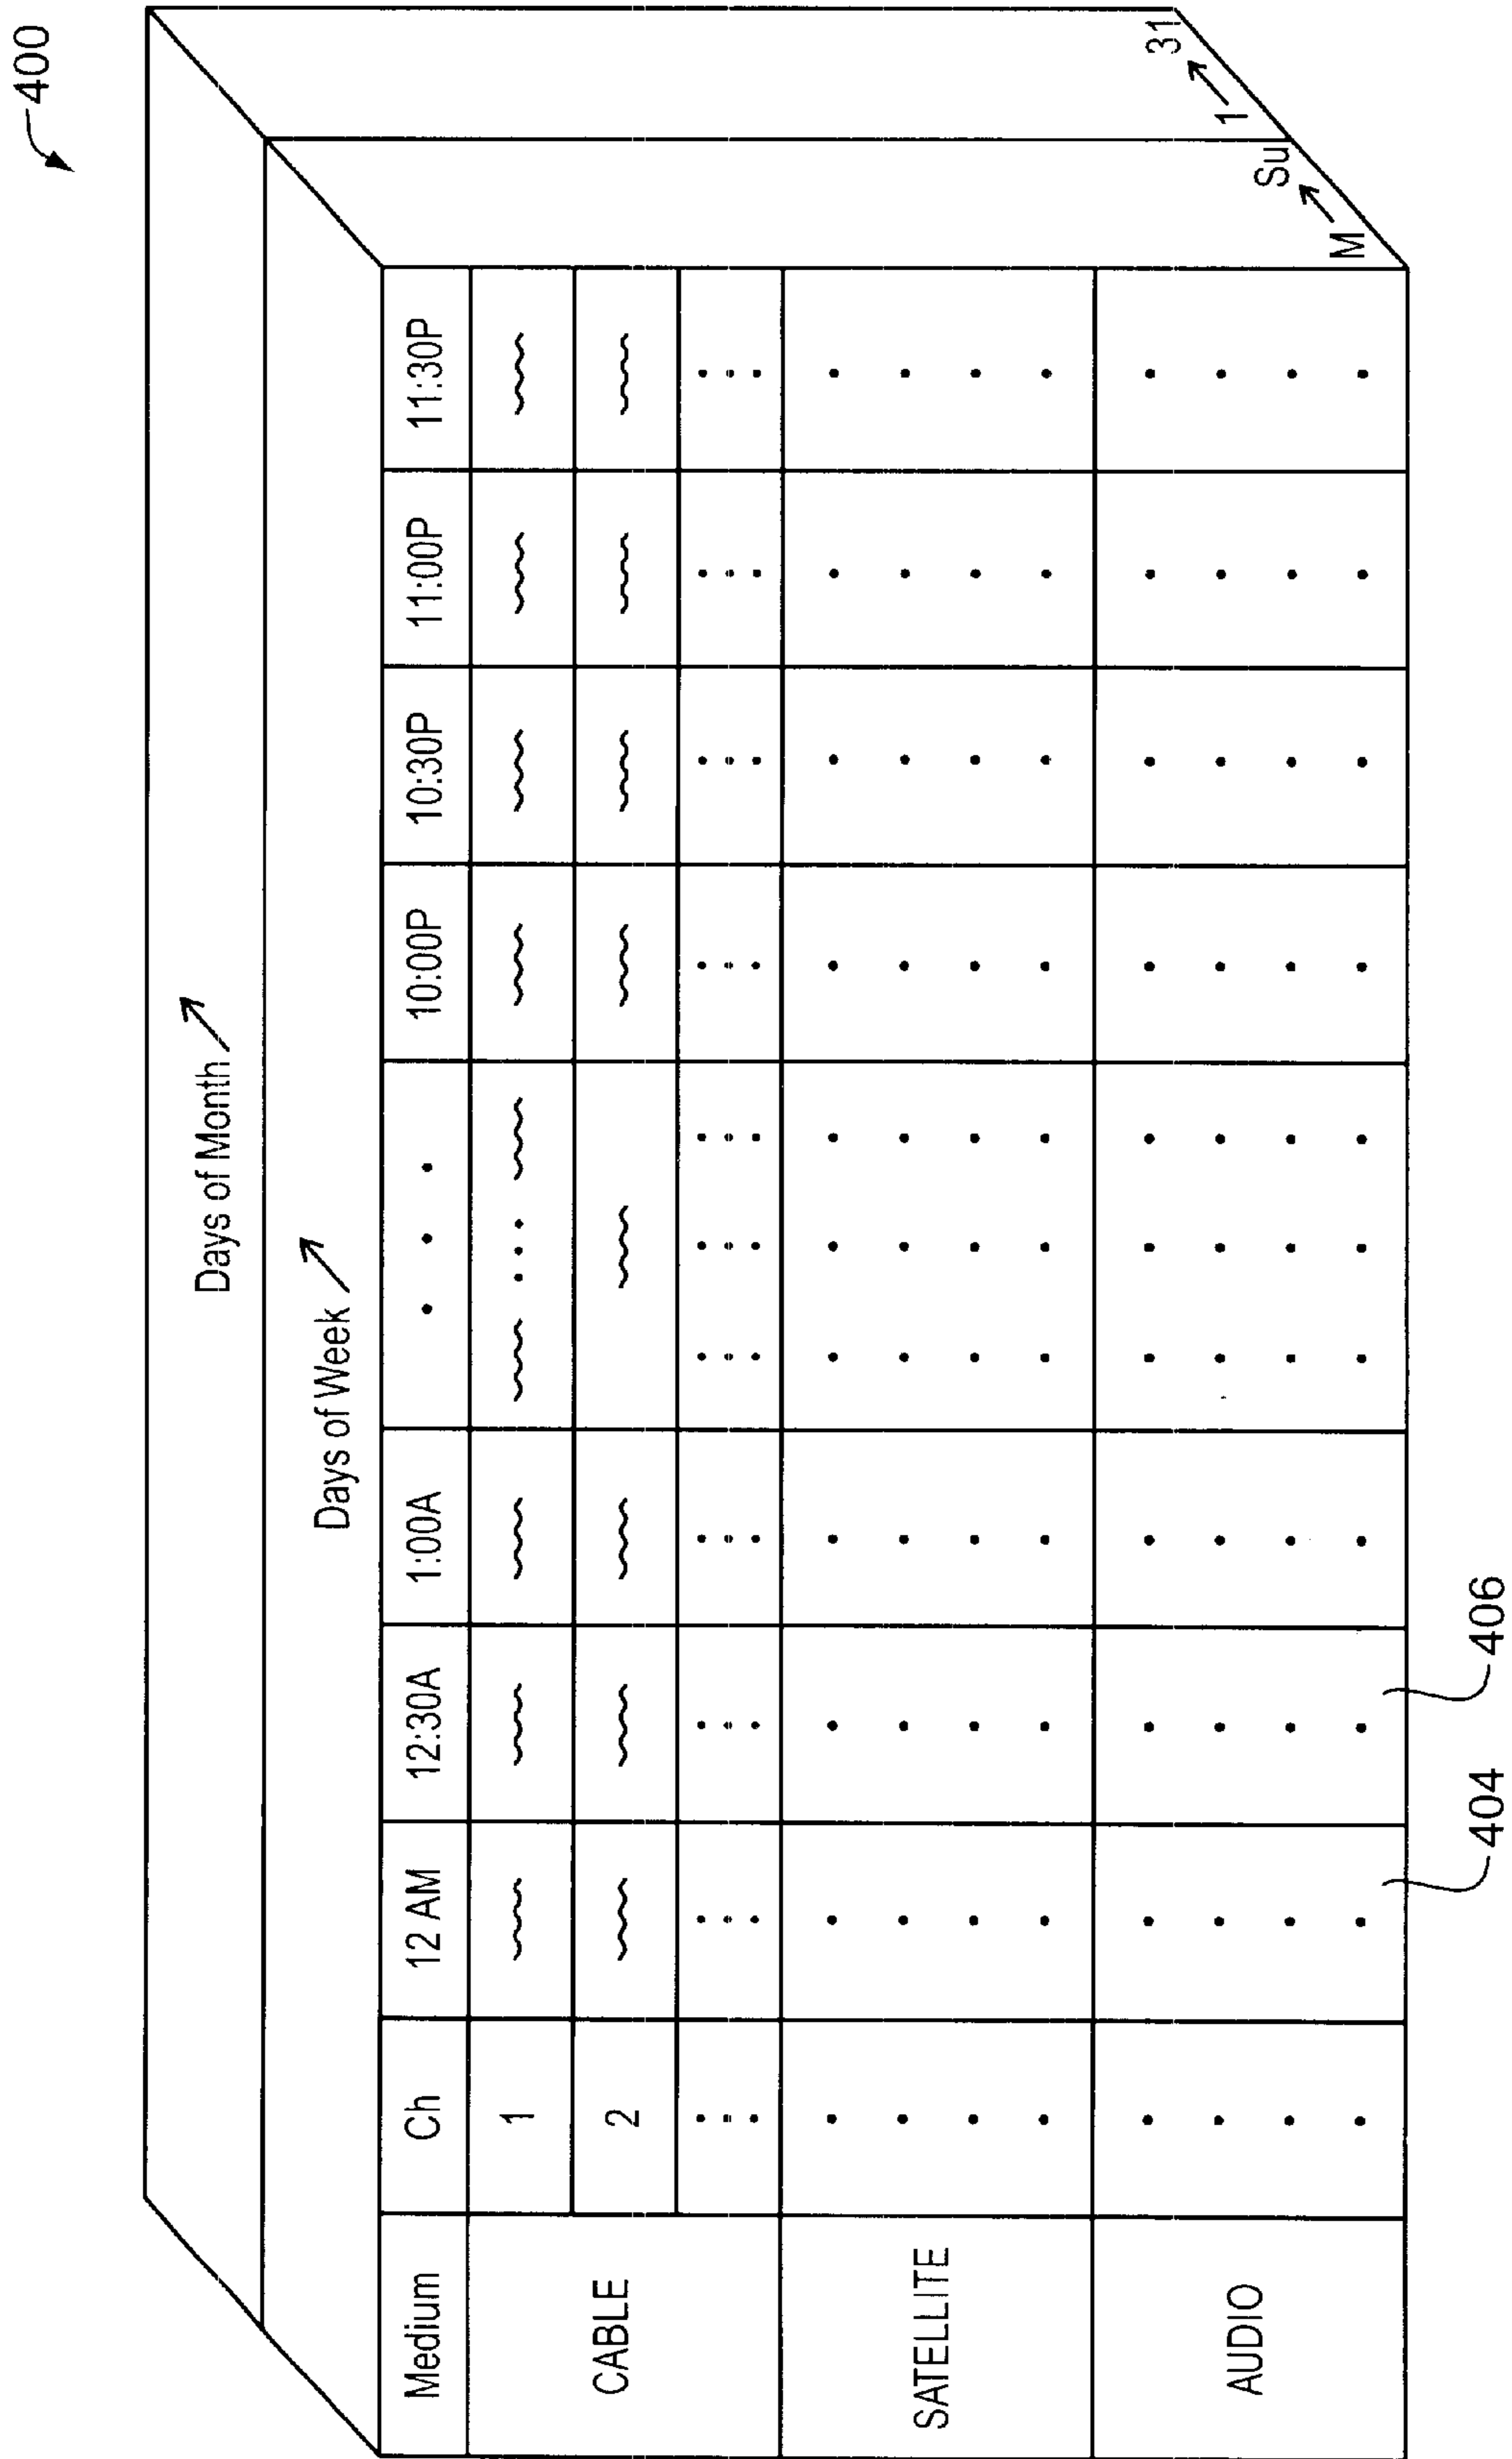 400
Days of Month
Days of Week
Medium Ch 12 AM 12:30A 1:00A . . . 10:00P 10:30P 11:00P 11:30P
CABLE
1
2
SATELLITE
AUDIO
M Su 1 31
404 406